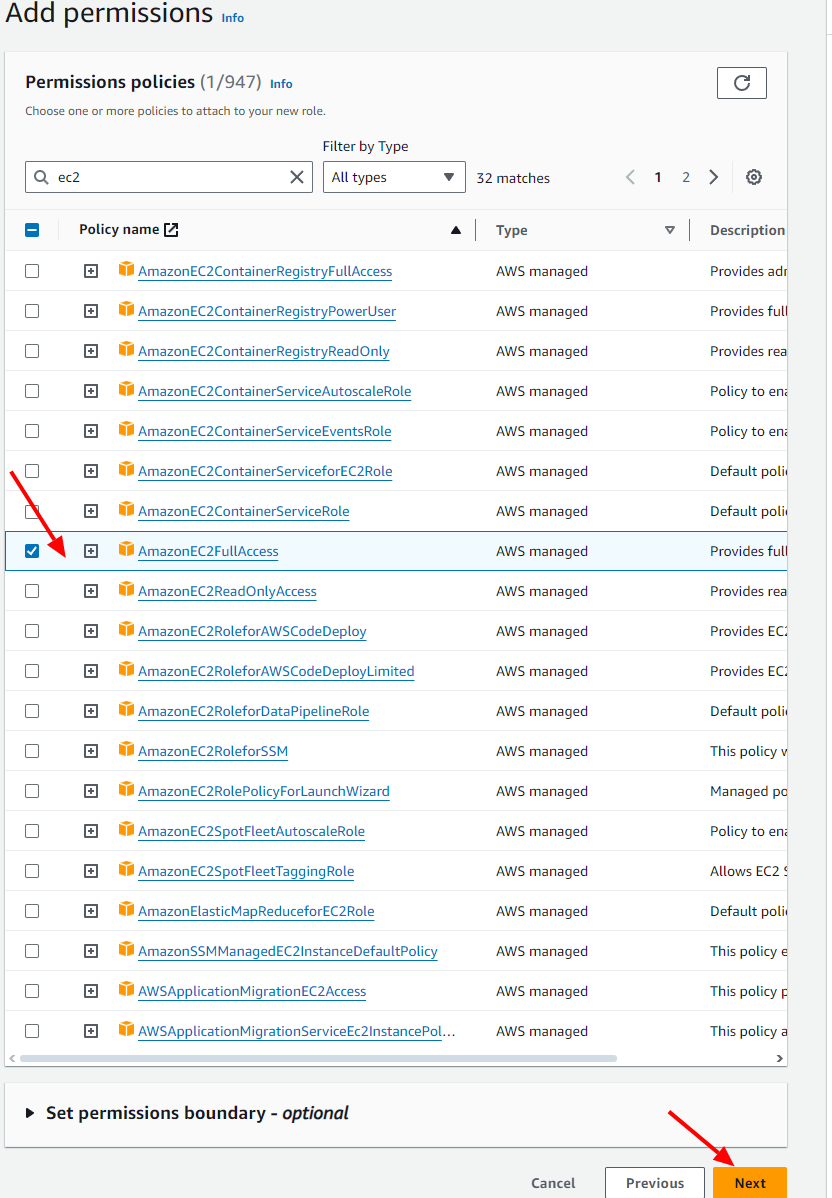 Add permissions Info
Permissions policies (1/947) Info
Choose one or more policies to attach to your new role.
Filter by Type
ec2 All types 32 matches 1 2
Policy name Type Description
AmazonEC2ContainerRegistryFullAccess AWS managed Provides adm
AmazonEC2ContainerRegistryPowerUser AWS managed Provides full
AmazonEC2ContainerRegistryReadOnly AWS managed Provides rea
AmazonEC2ContainerServiceAutoscaleRole AWS managed Policy to ena
AmazonEC2ContainerServiceEventsRole AWS managed Policy to ena
AmazonEC2ContainerServiceforEC2Role AWS managed Default polic
AmazonEC2ContainerServiceRole AWS managed Default polic
AmazonEC2FullAccess AWS managed Provides full
AmazonEC2ReadOnlyAccess AWS managed Provides rea
AmazonEC2RoleforAWSCodeDeploy AWS managed Provides EC2
AmazonEC2RoleforAWSCodeDeployLimited AWS managed Provides EC2
AmazonEC2RoleforDataPipelineRole AWS managed Default polic
AmazonEC2RoleforSSM AWS managed This policy w
AmazonEC2RolePolicyForLaunchWizard AWS managed Managed po
AmazonEC2SpotFleetAutoscaleRole AWS managed Policy to ena
AmazonEC2SpotFleetTaggingRole AWS managed Allows EC2 S
AmazonElasticMapReduceforEC2Role AWS managed Default polic
AmazonSSMManagedEC2InstanceDefaultPolicy AWS managed This policy e
AWSApplicationMigrationEC2Access AWS managed This policy p
AWSApplicationMigrationServiceEc2InstancePol... AWS managed This policy a
Set permissions boundary - optional
Cancel Previous Next